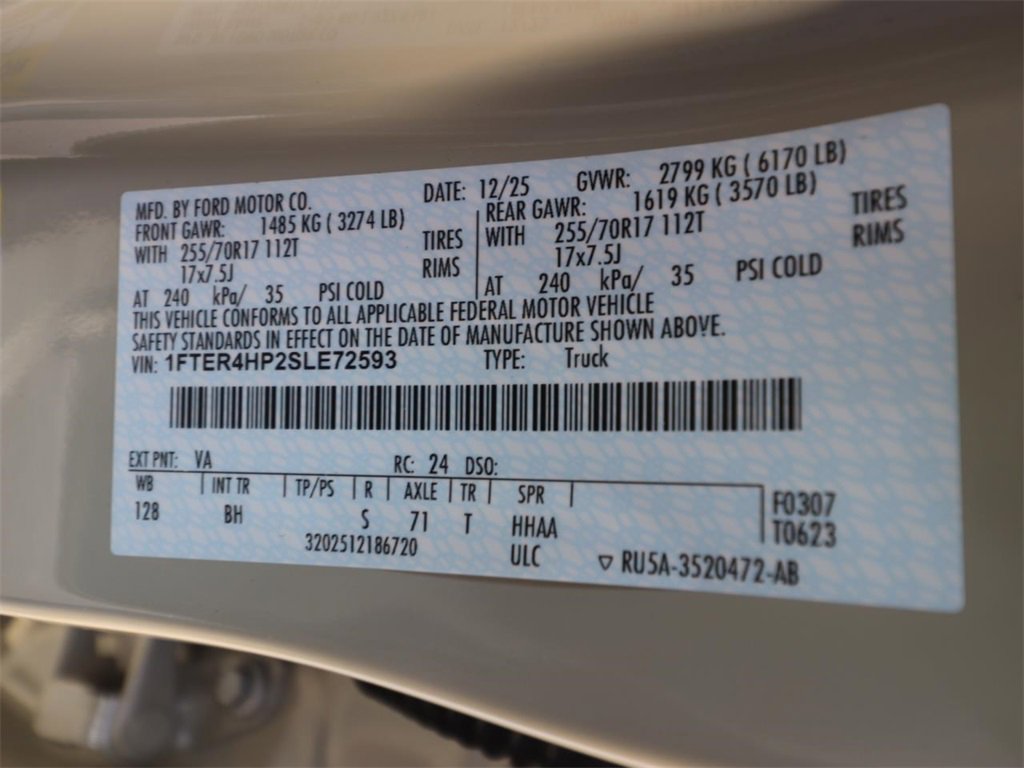 MFD. BY FORD MOTOR CO. DATE: 12/25 GVWR: 2799 KG ( 6170 LB)
FRONT GAWR: 1485 KG ( 3274 LB) REAR GAWR: 1619 KG ( 3570 LB)
WITH 255/70R17 112T TIRES WITH 255/70R17 112T TIRES
17x7.5J RIMS 17x7.5J RIMS
AT 240 kPa/ 35 PSI COLD AT 240 kPa/ 35 PSI COLD
THIS VEHICLE CONFORMS TO ALL APPLICABLE FEDERAL MOTOR VEHICLE
SAFETY STANDARDS IN EFFECT ON THE DATE OF MANUFACTURE SHOWN ABOVE.
VIN: 1FTER4HP2SLE72593 TYPE: Truck
EXT PNT: VA RC: 24 DSO:
WB INT TR TP/PS R AXLE TR SPR F0307
128 BH S 71 T HHAA T0623
3202512186720 ULC RU5A-3520472-AB